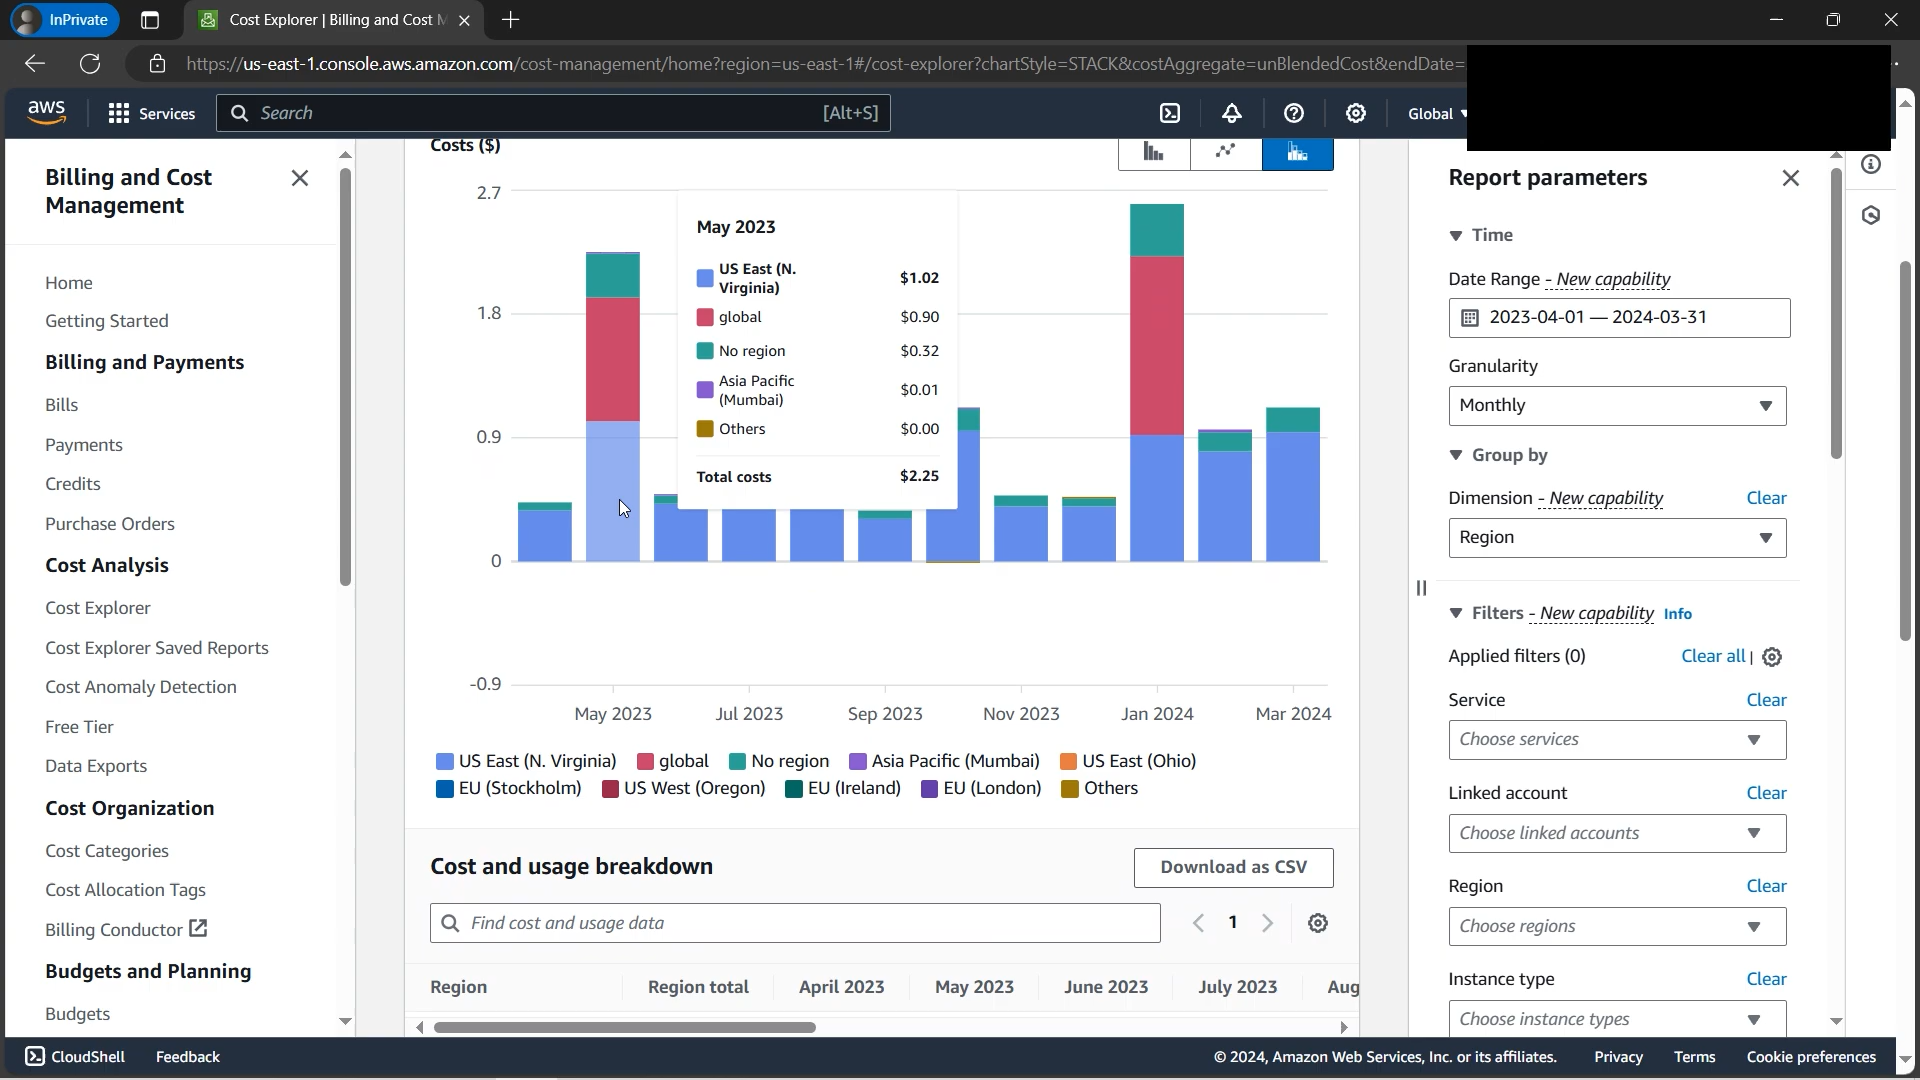 InPrivate
Cost Explorer | Billing and Cost M
https://us-east-1.console.aws.amazon.com/cost-management/home?region=us-east-1#/cost-explorer?chartStyle=STACK&costAggregate=unBlendedCost&endDate=
aws
Services
Search
[Alt+S]
Global
Billing and Cost
Management
Home
Getting Started
Billing and Payments
Bills
Payments
Credits
Purchase Orders
Cost Analysis
Cost Explorer
Cost Explorer Saved Reports
Cost Anomaly Detection
Free Tier
Data Exports
Cost Organization
Cost Categories
Cost Allocation Tags
Billing Conductor
Budgets and Planning
Budgets
Costs ($)
2.7
1.8
0.9
0
-0.9
May 2023
US East (N. Virginia) $1.02
global $0.90
No region $0.32
Asia Pacific (Mumbai) $0.01
Others $0.00
Total costs $2.25
May 2023 Jul 2023 Sep 2023 Nov 2023 Jan 2024 Mar 2024
US East (N. Virginia) global No region Asia Pacific (Mumbai) US East (Ohio)
EU (Stockholm) US West (Oregon) EU (Ireland) EU (London) Others
Cost and usage breakdown
Download as CSV
Find cost and usage data
1
Region Region total April 2023 May 2023 June 2023 July 2023 Aug
Report parameters
Time
Date Range - New capability
2023-04-01 — 2024-03-31
Granularity
Monthly
Group by
Dimension - New capability Clear
Region
Filters - New capability Info
Applied filters (0) Clear all |
Service Clear
Choose services
Linked account Clear
Choose linked accounts
Region Clear
Choose regions
Instance type Clear
Choose instance types
CloudShell Feedback
© 2024, Amazon Web Services, Inc. or its affiliates. Privacy Terms Cookie preferences